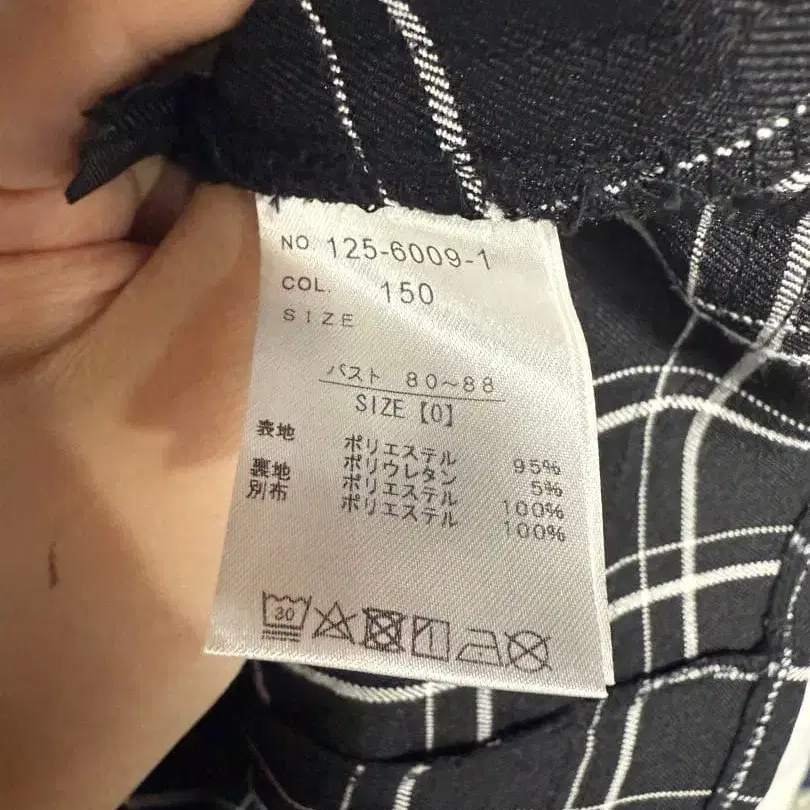 NO. 125-6009-1
COL. 150
SIZE
バスト 80~88
SIZE【0】
表地 ポリエステル 95%
ポリウレタン 5%
裏地 ポリエステル 100%
別布 ポリエステル 100%
30